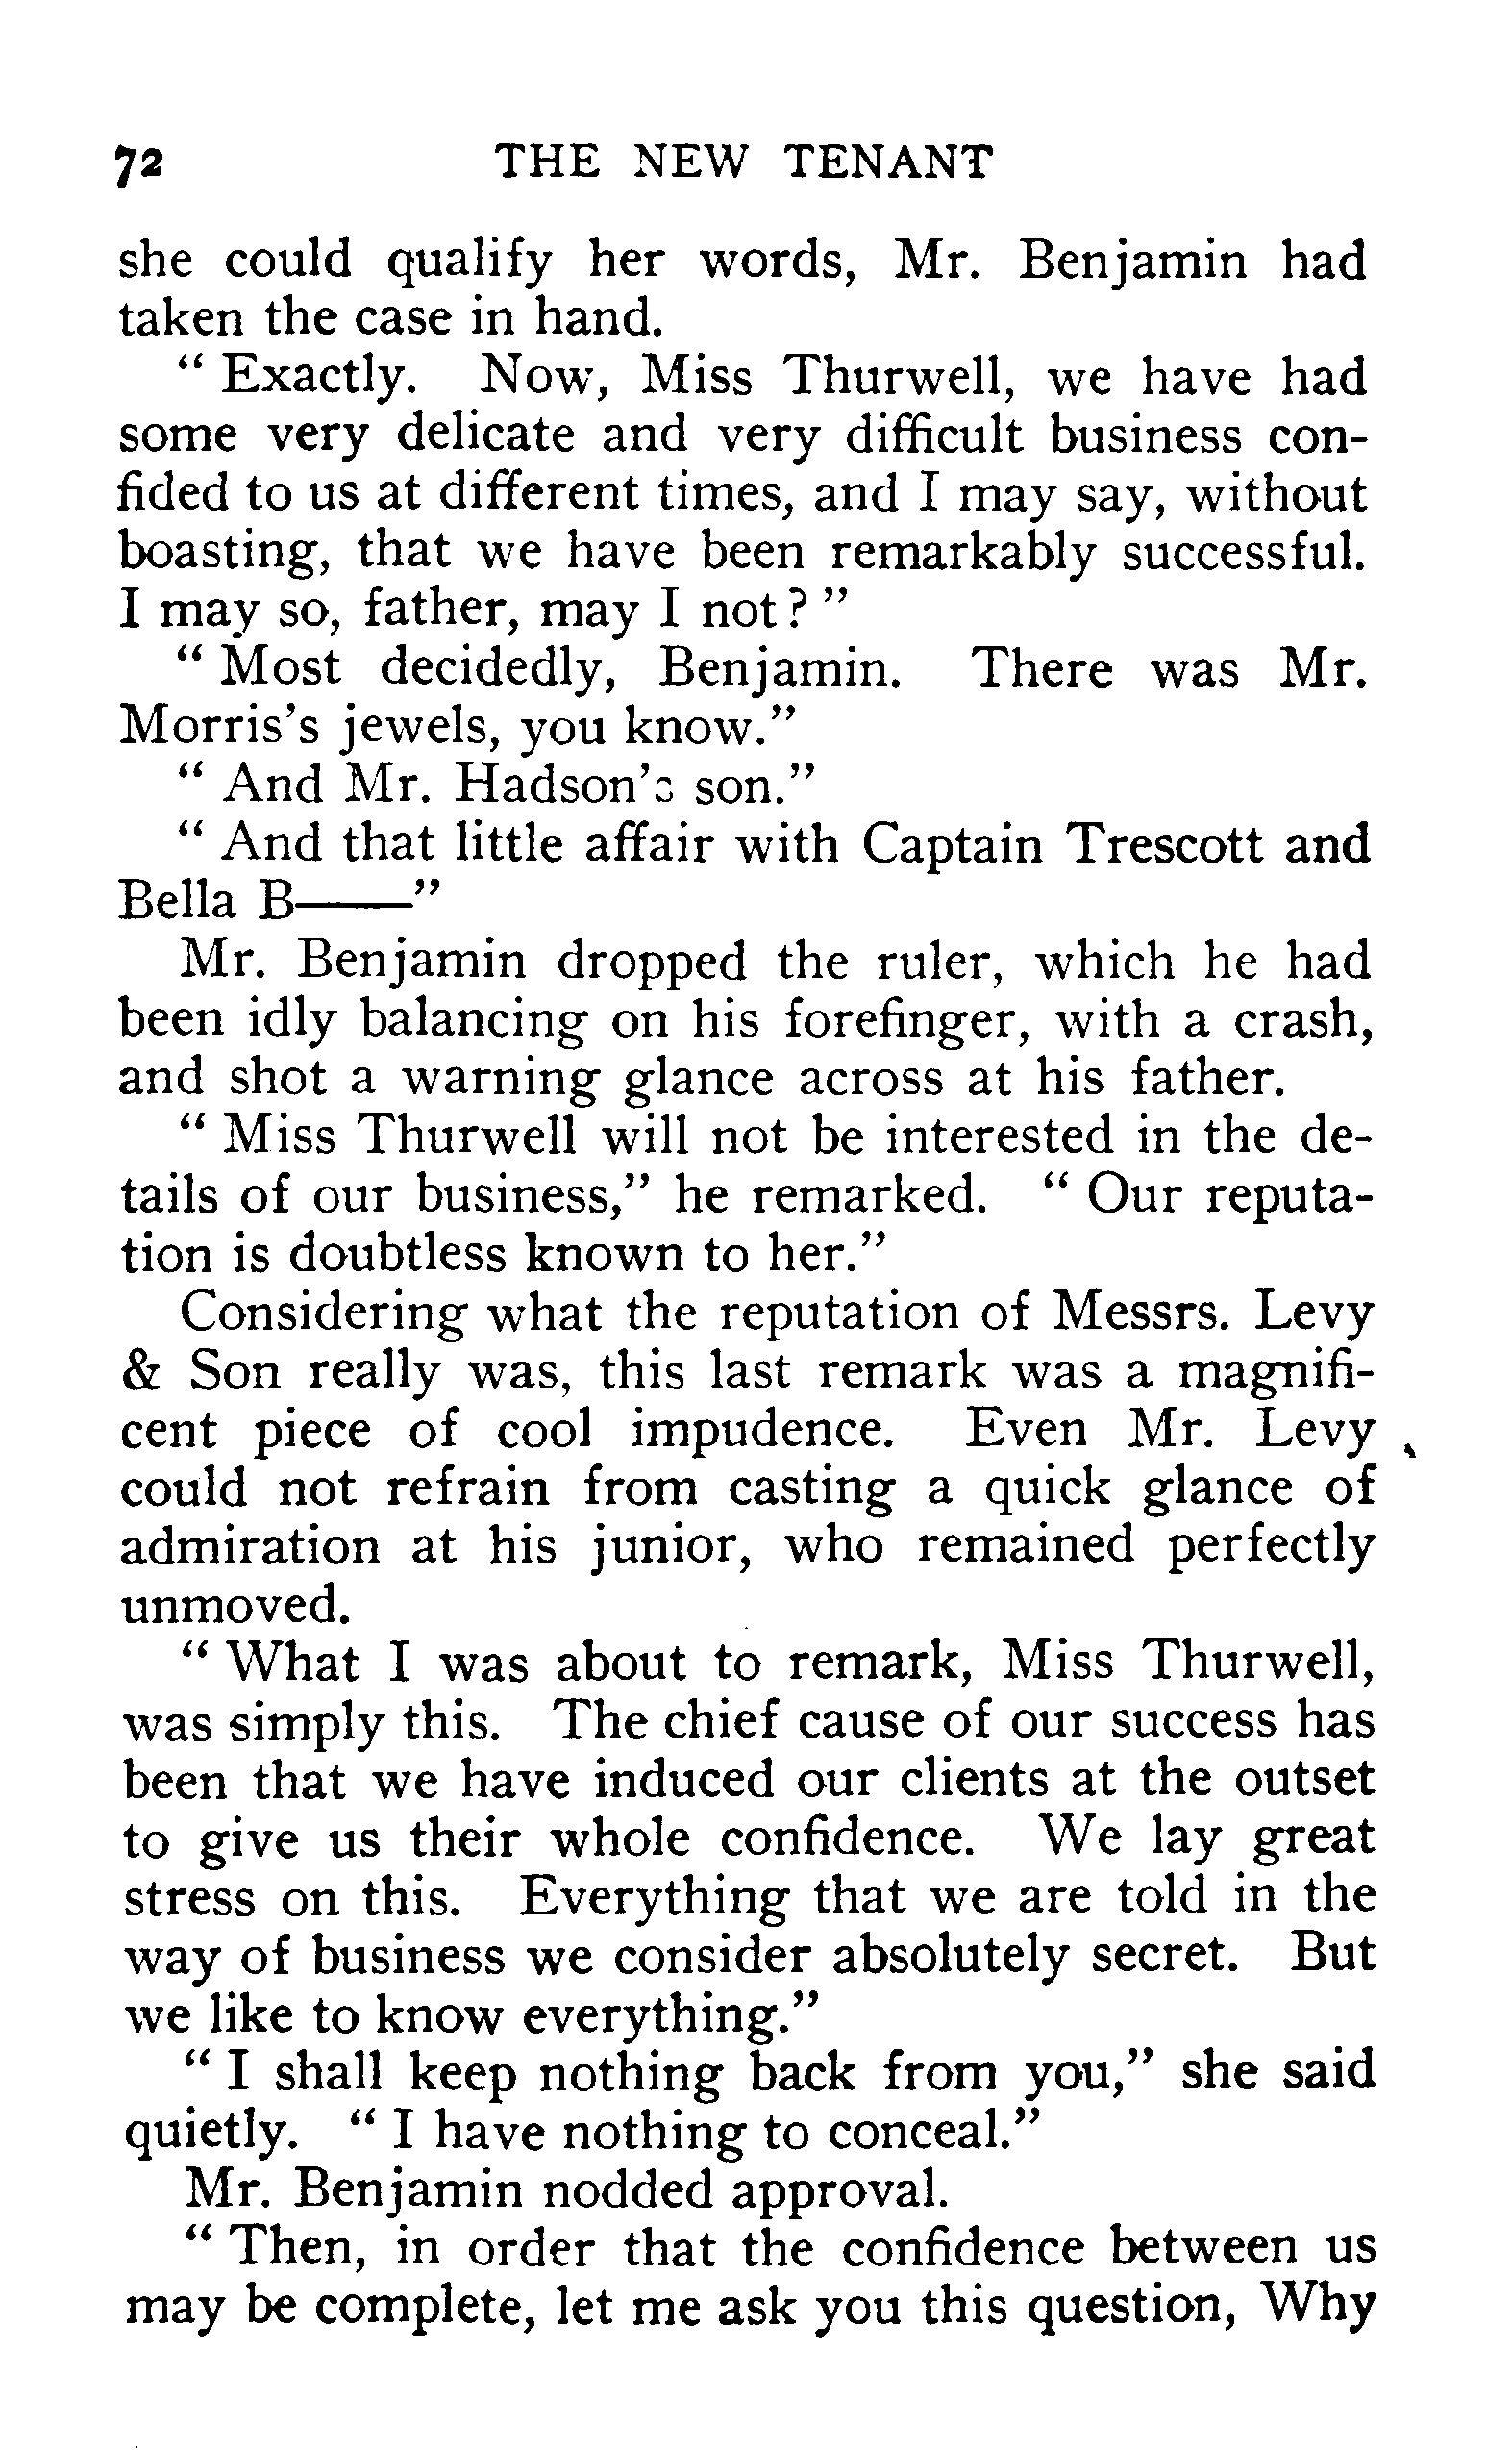 72 THE NEW TENANT
she could qualify her words, Mr. Benjamin had
taken the case in hand.
“ Exactly. Now, Miss Thurwell, we have had
some very delicate and very difficult business con-
fided to us at different times, and I may say, without
boasting, that we have been remarkably successful.
I may so, father, may I not? ”
“ Most decidedly, Benjamin. There was Mr.
Morris’s jewels, you know.”
“ And Mr. Hadson’s son.”
“ And that little affair with Captain Trescott and
Bella B——”
Mr. Benjamin dropped the ruler, which he had
been idly balancing on his forefinger, with a crash,
and shot a warning glance across at his father.
“ Miss Thurwell will not be interested in the de-
tails of our business,” he remarked. “ Our reputa-
tion is doubtless known to her.”
Considering what the reputation of Messrs. Levy
& Son really was, this last remark was a magnifi-
cent piece of cool impudence. Even Mr. Levy
could not refrain from casting a quick glance of
admiration at his junior, who remained perfectly
unmoved.
“ What I was about to remark, Miss Thurwell,
was simply this. The chief cause of our success has
been that we have induced our clients at the outset
to give us their whole confidence. We lay great
stress on this. Everything that we are told in the
way of business we consider absolutely secret. But
we like to know everything.”
“ I shall keep nothing back from you,” she said
quietly. “ I have nothing to conceal.”
Mr. Benjamin nodded approval.
“ Then, in order that the confidence between us
may be complete, let me ask you this question, Why